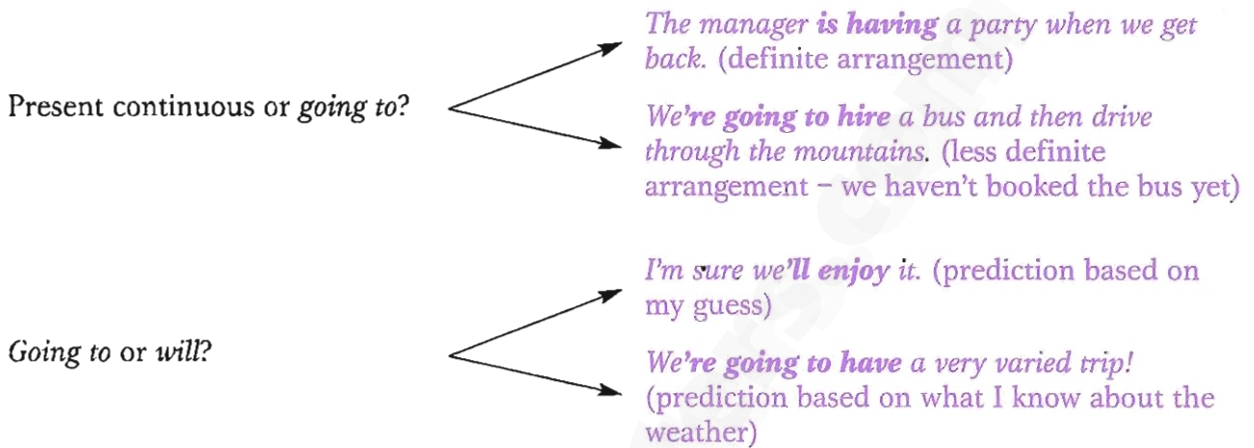 The manager is having a party when we get
back. (definite arrangement)
Present continuous or going to?
We're going to hire a bus and then drive
through the mountains. (less definite
arrangement – we haven't booked the bus yet)
I'm sure we'll enjoy it. (prediction based on
my guess)
Going to or will?
We're going to have a very varied trip!
(prediction based on what I know about the
weather)